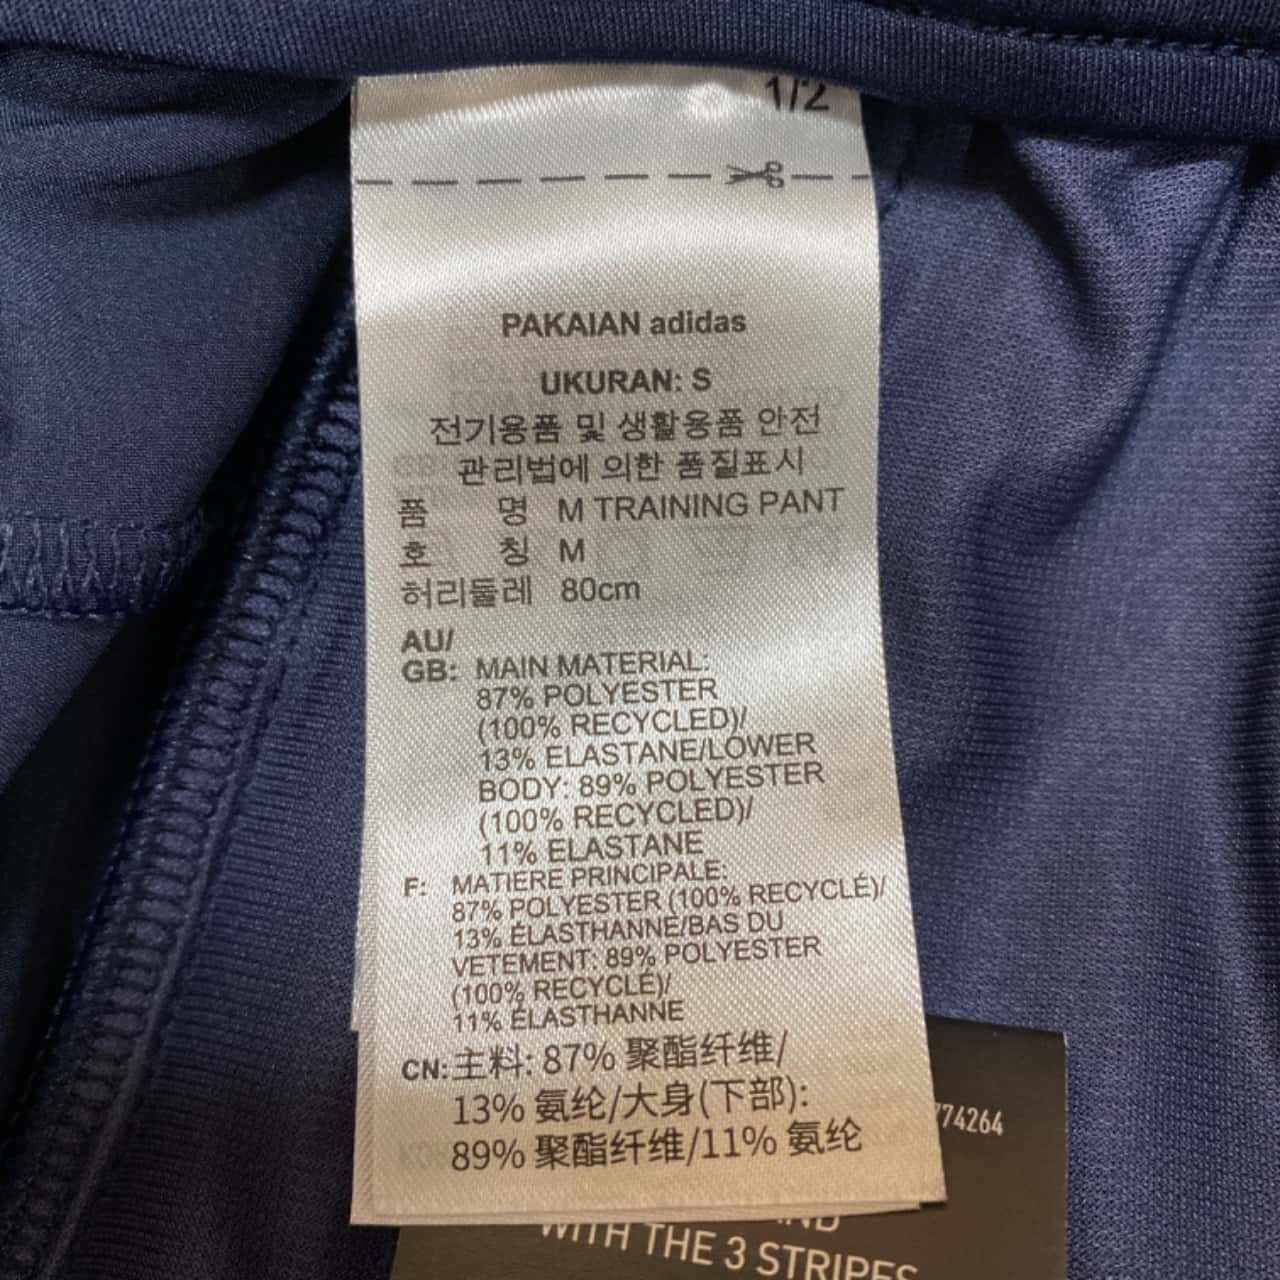 1/2
PAKAIAN adidas
UKURAN: S
전기용품 및 생활용품 안전
관리법에 의한 품질표시
품 명 M TRAINING PANT
호 칭 M
허리둘레 80cm
AU/
GB: MAIN MATERIAL:
87% POLYESTER
(100% RECYCLED)/
13% ELASTANE/LOWER
BODY: 89% POLYESTER
(100% RECYCLED)/
11% ELASTANE
F: MATIERE PRINCIPALE:
87% POLYESTER (100% RECYCLÉ)/
13% ÉLASTHANNE/BAS DU
VETEMENT: 89% POLYESTER
(100% RECYCLÉ)/
11% ÉLASTHANNE
CN: 主料: 87% 聚酯纤维/
13% 氨纶/大身(下部):
89% 聚酯纤维/11% 氨纶
774264
WITH THE 3 STRIPES